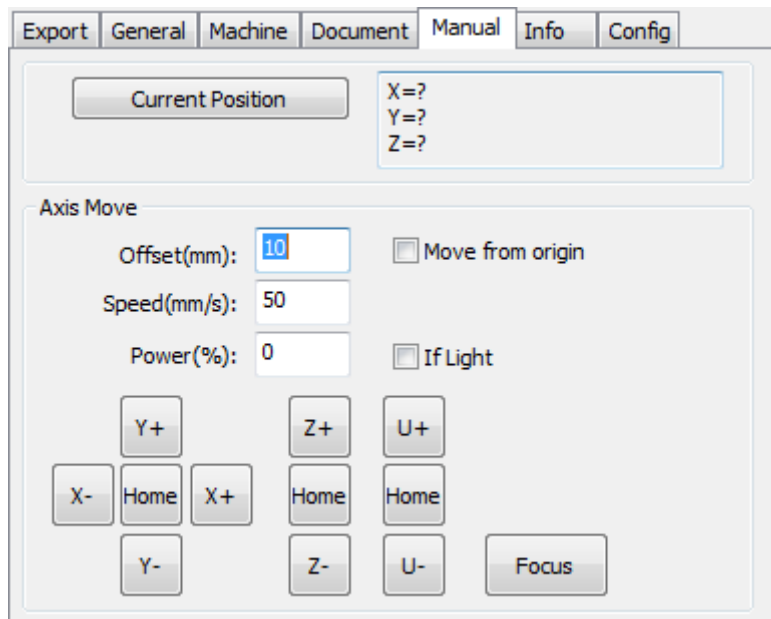 Export General Machine Document Manual Info Config
Current Position
X=?
Y=?
Z=?
Axis Move
Offset(mm): 10 Move from origin
Speed(mm/s): 50
Power(%): 0 If Light
Y+ Z+ U+
X- Home X+ Home Home
Y- Z- U- Focus